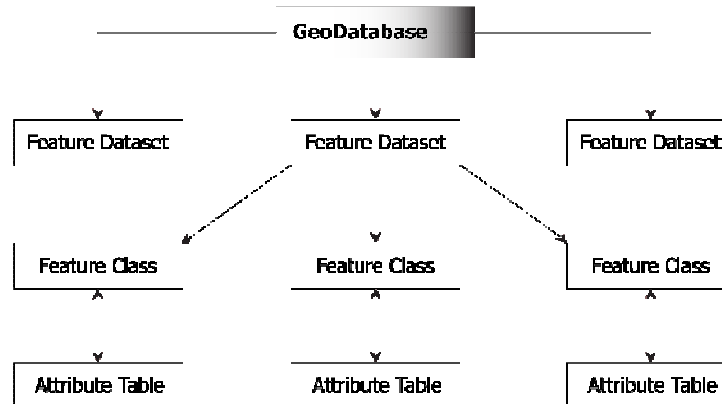 GeoDatabase
Feature Dataset
Feature Dataset
Feature Dataset
Feature Class
Feature Class
Feature Class
Attribute Table
Attribute Table
Attribute Table